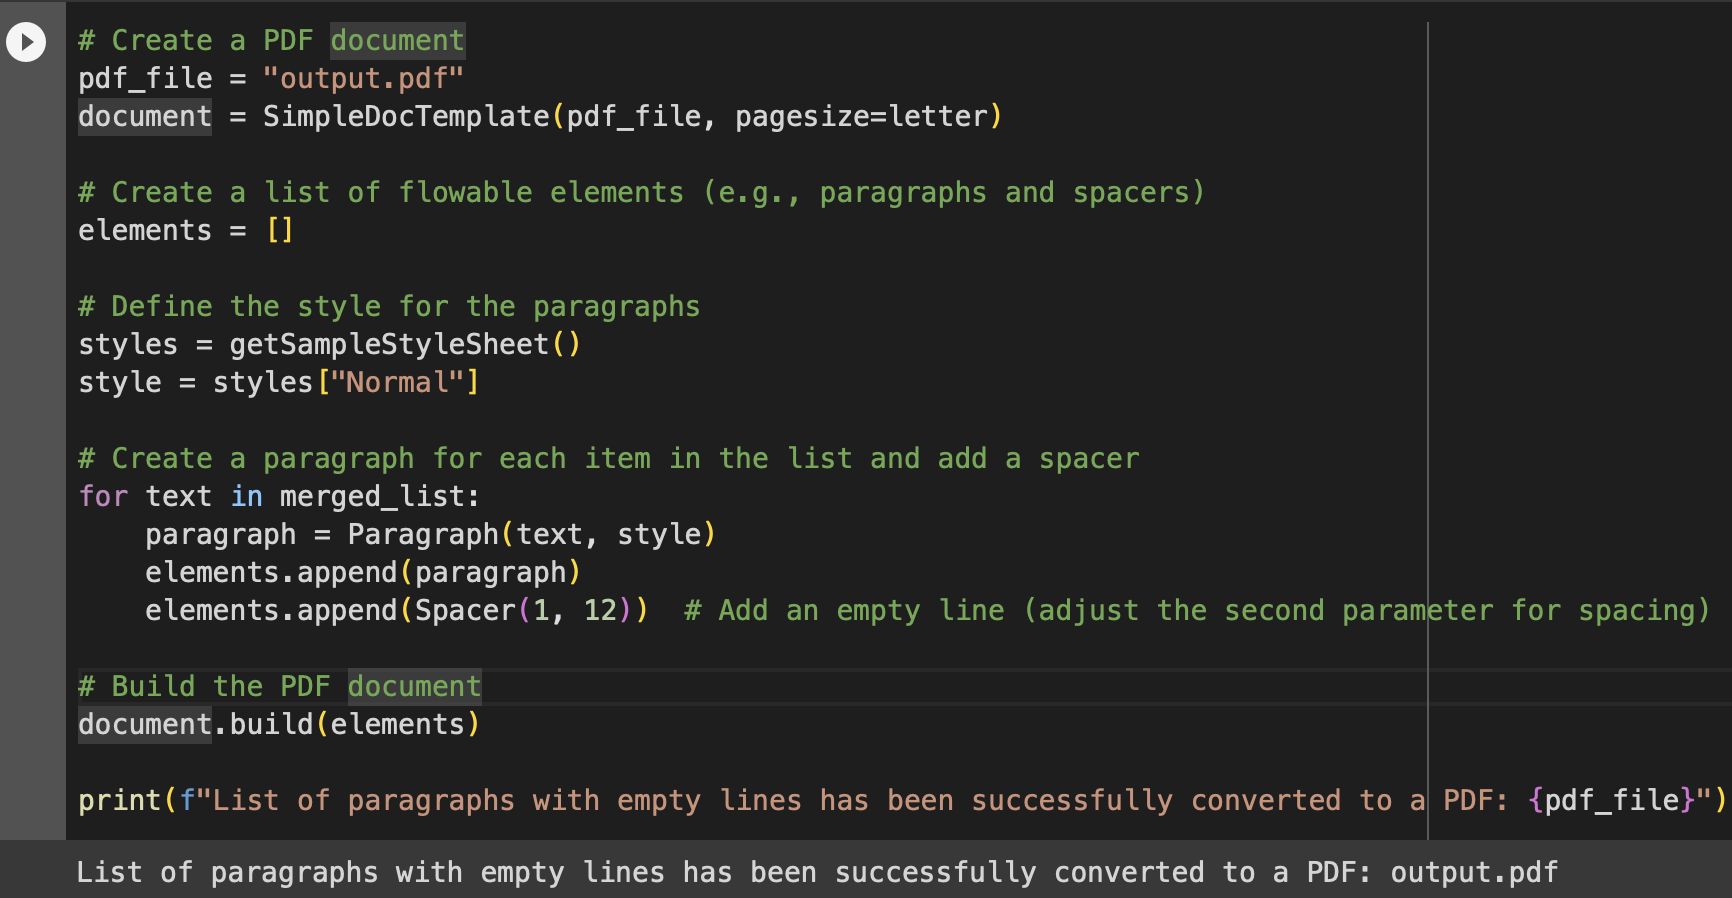 # Create a PDF document
pdf_file = "output.pdf"
document = SimpleDocTemplate(pdf_file, pagesize=letter)

# Create a list of flowable elements (e.g., paragraphs and spacers)
elements = []

# Define the style for the paragraphs
styles = getSampleStyleSheet()
style = styles["Normal"]

# Create a paragraph for each item in the list and add a spacer
for text in merged_list:
    paragraph = Paragraph(text, style)
    elements.append(paragraph)
    elements.append(Spacer(1, 12))  # Add an empty line (adjust the second parameter for spacing)

# Build the PDF document
document.build(elements)

print(f"List of paragraphs with empty lines has been successfully converted to a PDF: {pdf_file}")
List of paragraphs with empty lines has been successfully converted to a PDF: output.pdf